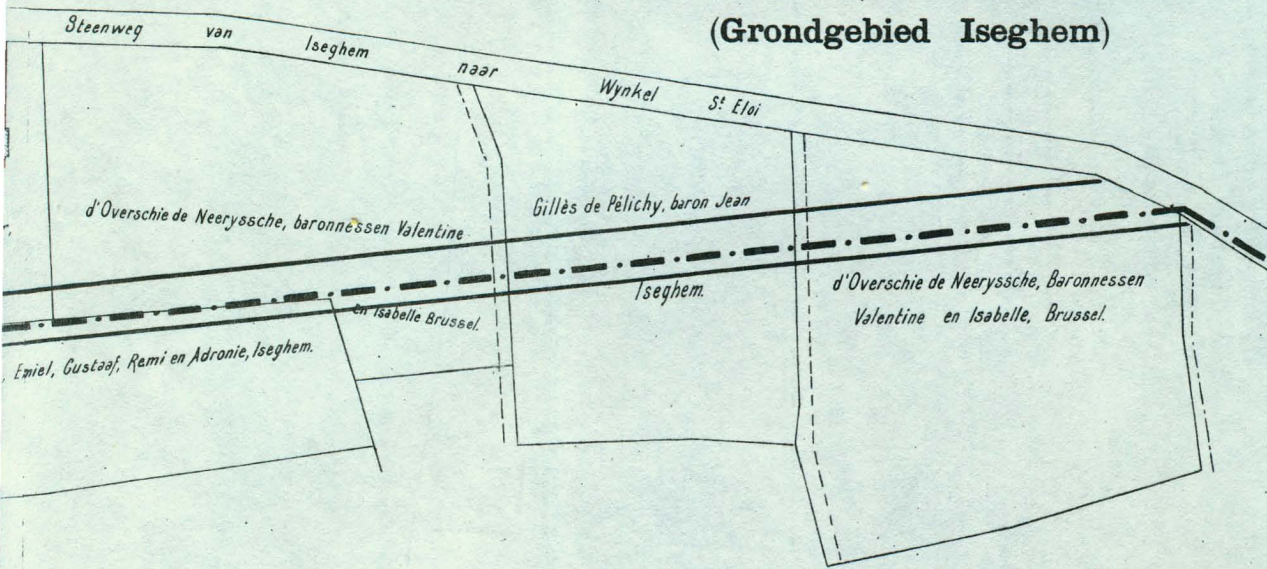 (Grondgebied Iseghem)
Steenweg van Iseghem naar Wynkel St Eloi
d'Overschie de Neeryssche, baronnessen Valentine
en Isabelle Brussel.
Gillès de Pélichy, baron Jean
Iseghem.
d'Overschie de Neeryssche, Baronnessen
Valentine en Isabelle, Brussel.
Emiel, Gustaaf, Remi en Adronie, Iseghem.